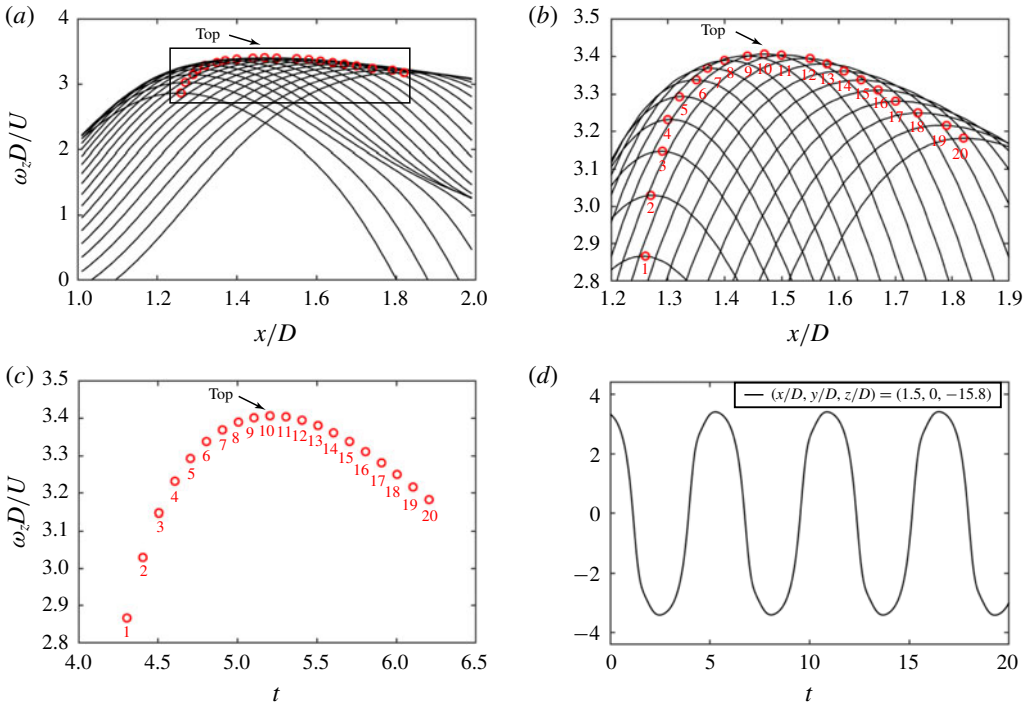 (a)
4
3
2
1
0
ω_zD/U
Top
1.0 1.2 1.4 1.6 1.8 2.0
x/D
(b)
3.5
3.4
3.3
3.2
3.1
3.0
2.9
2.8
Top
1 2 3 4 5 6 7 8 9 10 11 12 13 14 15 16 17 18 19 20
1.2 1.3 1.4 1.5 1.6 1.7 1.8 1.9
x/D
(c)
3.5
3.4
3.3
3.2
3.1
3.0
2.9
2.8
ω_zD/U
Top
1 2 3 4 5 6 7 8 9 10 11 12 13 14 15 16 17 18 19 20
4.0 4.5 5.0 5.5 6.0 6.5
t
(d)
4
2
0
−2
−4
(x/D, y/D, z/D) = (1.5, 0, −15.8)
0 5 10 15 20
t